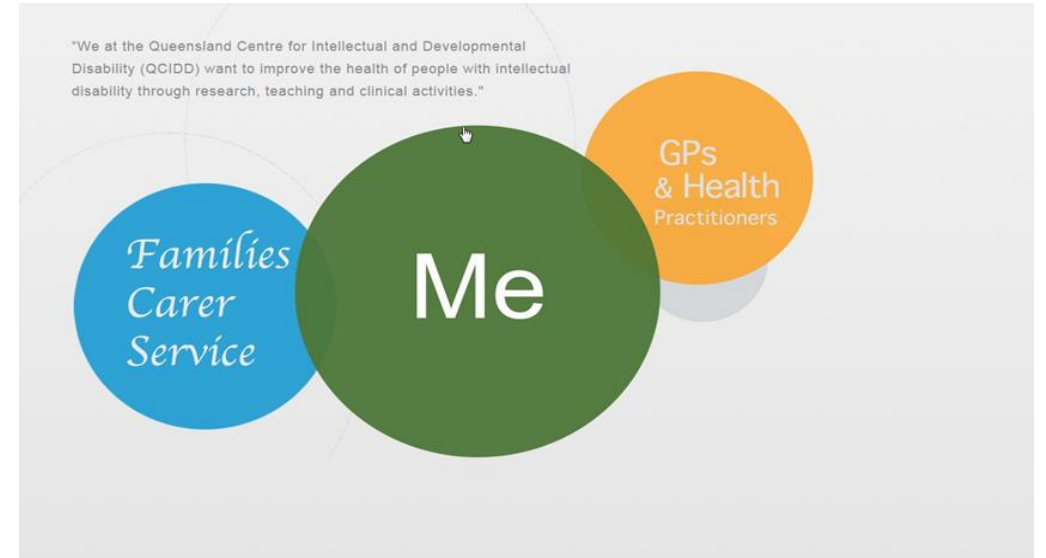 "We at the Queensland Centre for Intellectual and Developmental
Disability (QCIDD) want to improve the health of people with intellectual
disability through research, teaching and clinical activities."
GPs
& Health
Practitioners
Families
Carer
Service
Me